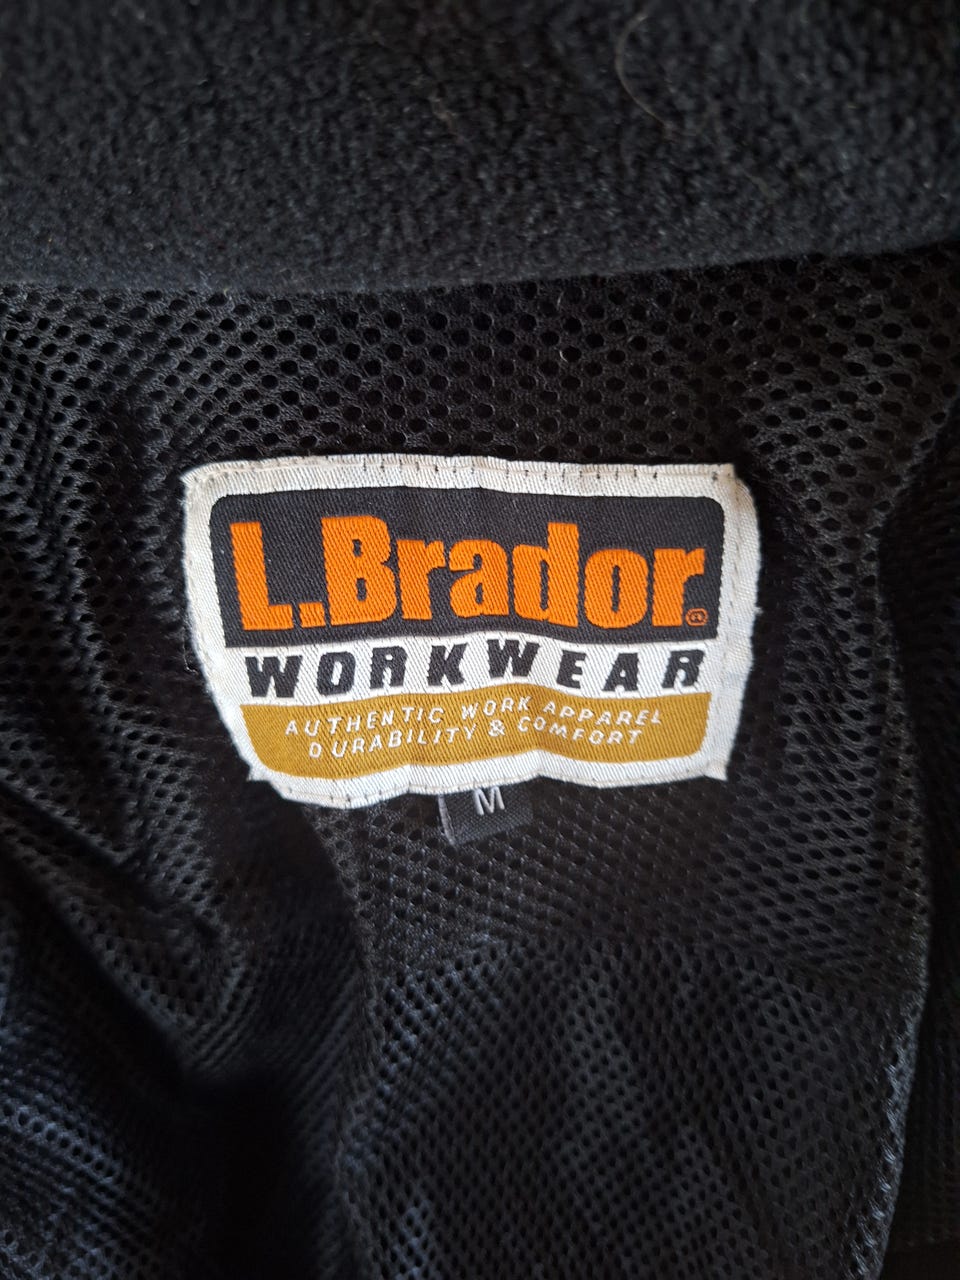 L.Brador®
WORKWEAR
AUTHENTIC WORK APPAREL
DURABILITY & COMFORT
M